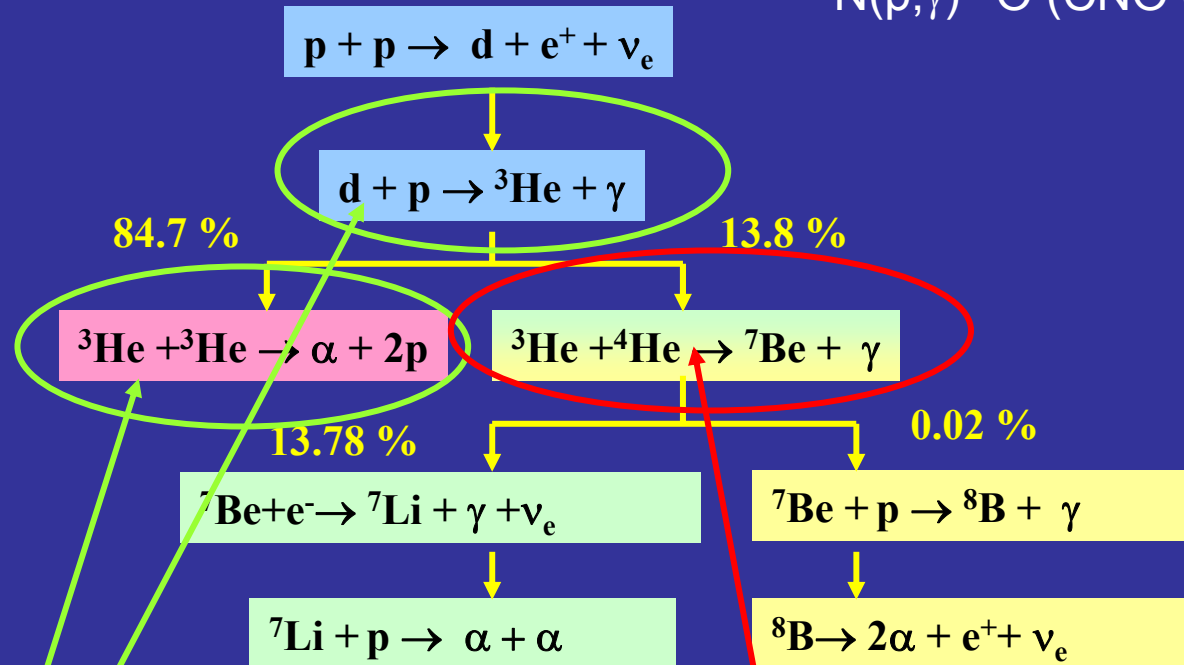 N(p,γ) O (CNO
p + p → d + e⁺ + νₑ
d + p → ³He + γ
84.7 %
13.8 %
³He +³He → α + 2p
³He +⁴He → ⁷Be + γ
13.78 %
0.02 %
⁷Be+e⁻→ ⁷Li + γ +νₑ
⁷Be + p → ⁸B + γ
⁷Li + p → α + α
⁸B→ 2α + e⁺+ νₑ